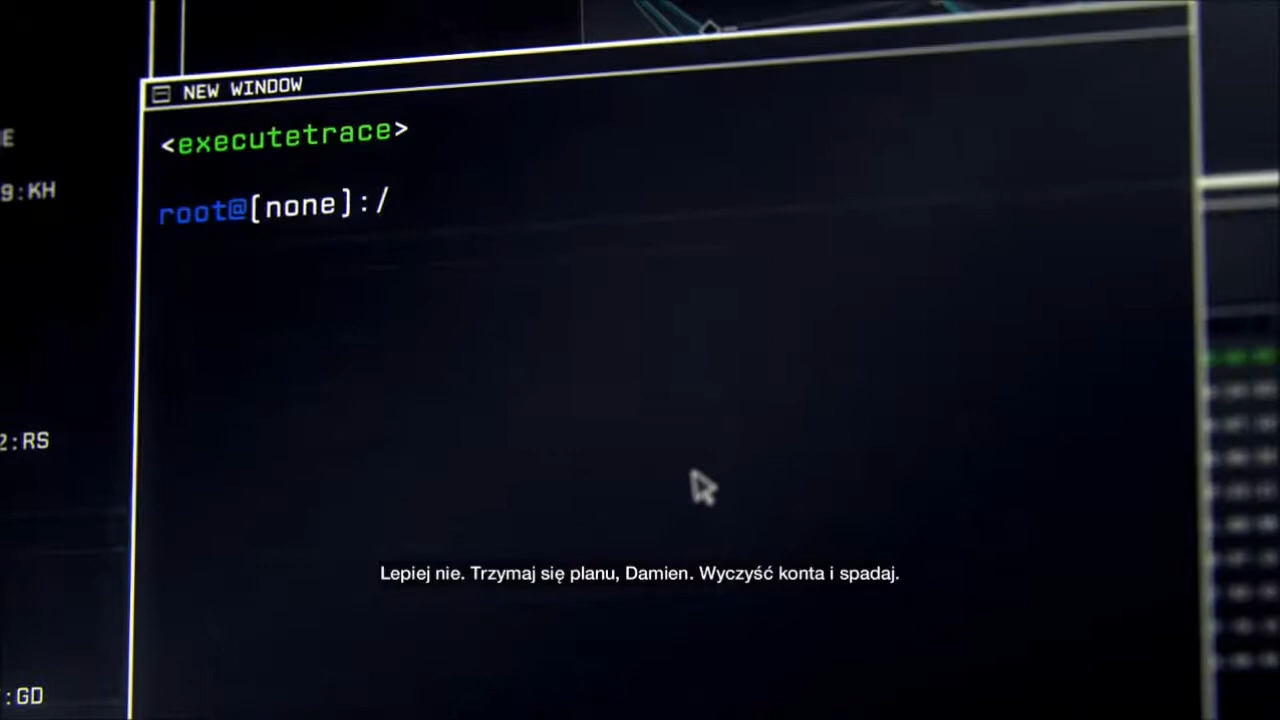 NEW WINDOW
E
<executetrace>
9:KH
root@[none]:/
2:RS
Lepiej nie. Trzymaj się planu, Damien. Wyczyść konta i spadaj.
:GD